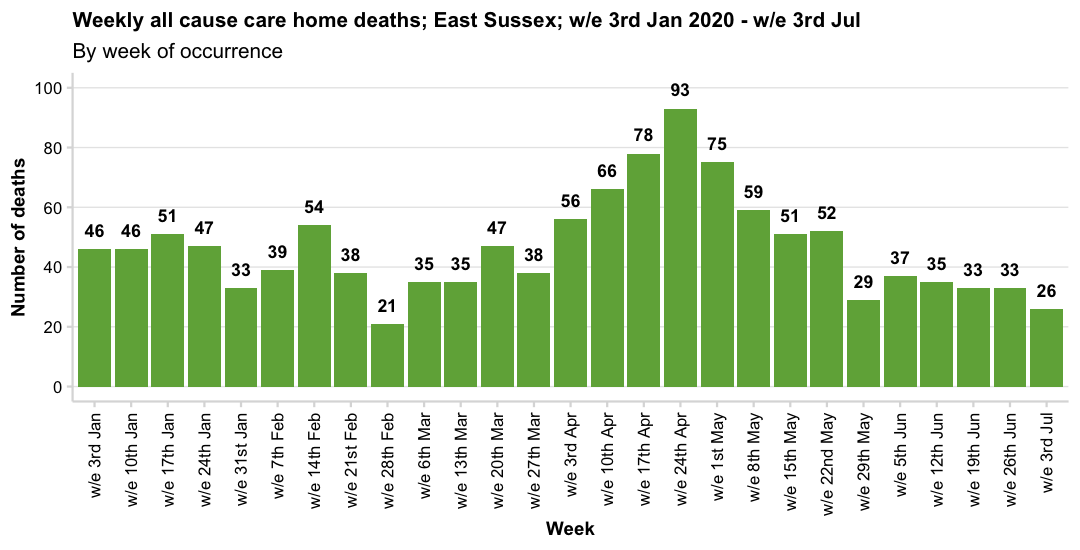 Weekly all cause care home deaths; East Sussex; w/e 3rd Jan 2020 - w/e 3rd Jul
By week of occurrence
Number of deaths
100
80
60
40
20
0
46
46
51
47
33
39
54
38
21
35
35
47
38
56
66
78
93
75
59
51
52
29
37
35
33
33
26
w/e 3rd Jan
w/e 10th Jan
w/e 17th Jan
w/e 24th Jan
w/e 31st Jan
w/e 7th Feb
w/e 14th Feb
w/e 21st Feb
w/e 28th Feb
w/e 6th Mar
w/e 13th Mar
w/e 20th Mar
w/e 27th Mar
w/e 3rd Apr
w/e 10th Apr
w/e 17th Apr
w/e 24th Apr
w/e 1st May
w/e 8th May
w/e 15th May
w/e 22nd May
w/e 29th May
w/e 5th Jun
w/e 12th Jun
w/e 19th Jun
w/e 26th Jun
w/e 3rd Jul
Week